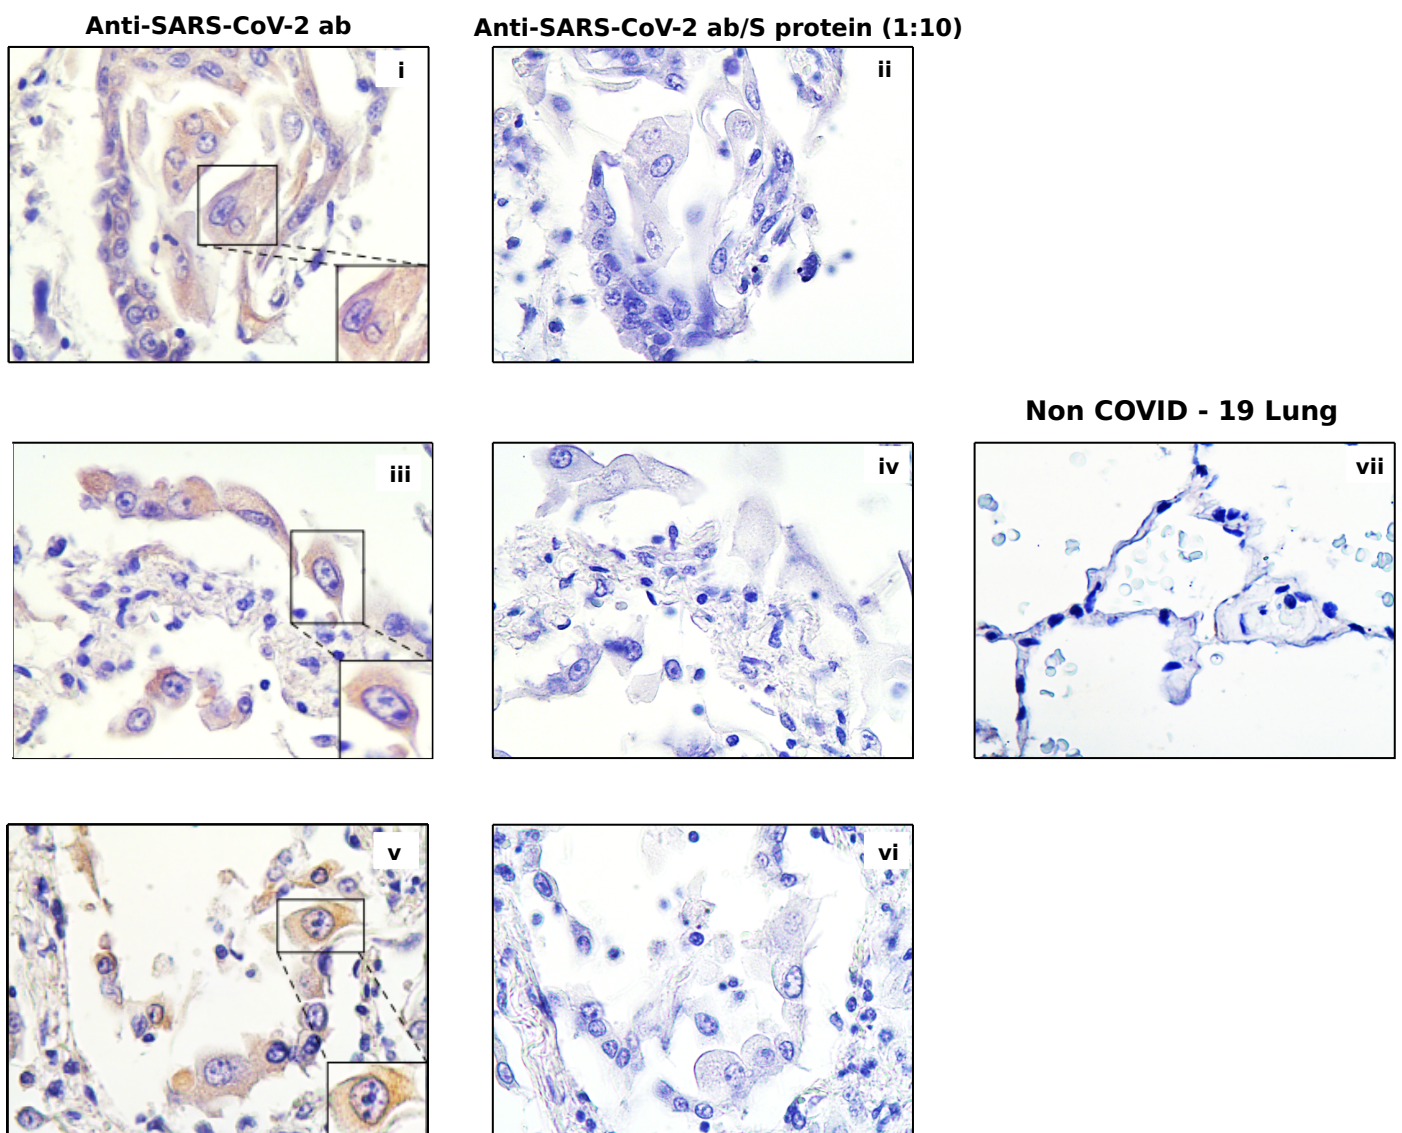 Anti-SARS-CoV-2 ab
Anti-SARS-CoV-2 ab/S protein (1:10)
i
ii
Non COVID - 19 Lung
iii
iv
vii
v
vi